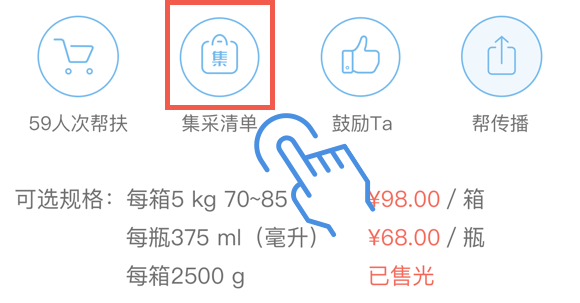 集
59人次帮扶 集采清单 鼓励Ta 帮传播
可选规格：每箱5 kg 70~85 ¥98.00 / 箱
每瓶375 ml（毫升） ¥68.00 / 瓶
每箱2500 g 已售光